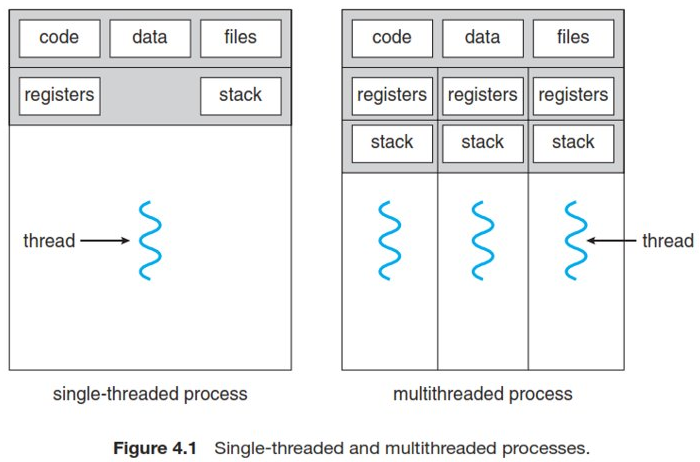 code data files code data files
registers stack registers registers registers
stack stack stack
thread thread
single-threaded process multithreaded process
Figure 4.1 Single-threaded and multithreaded processes.